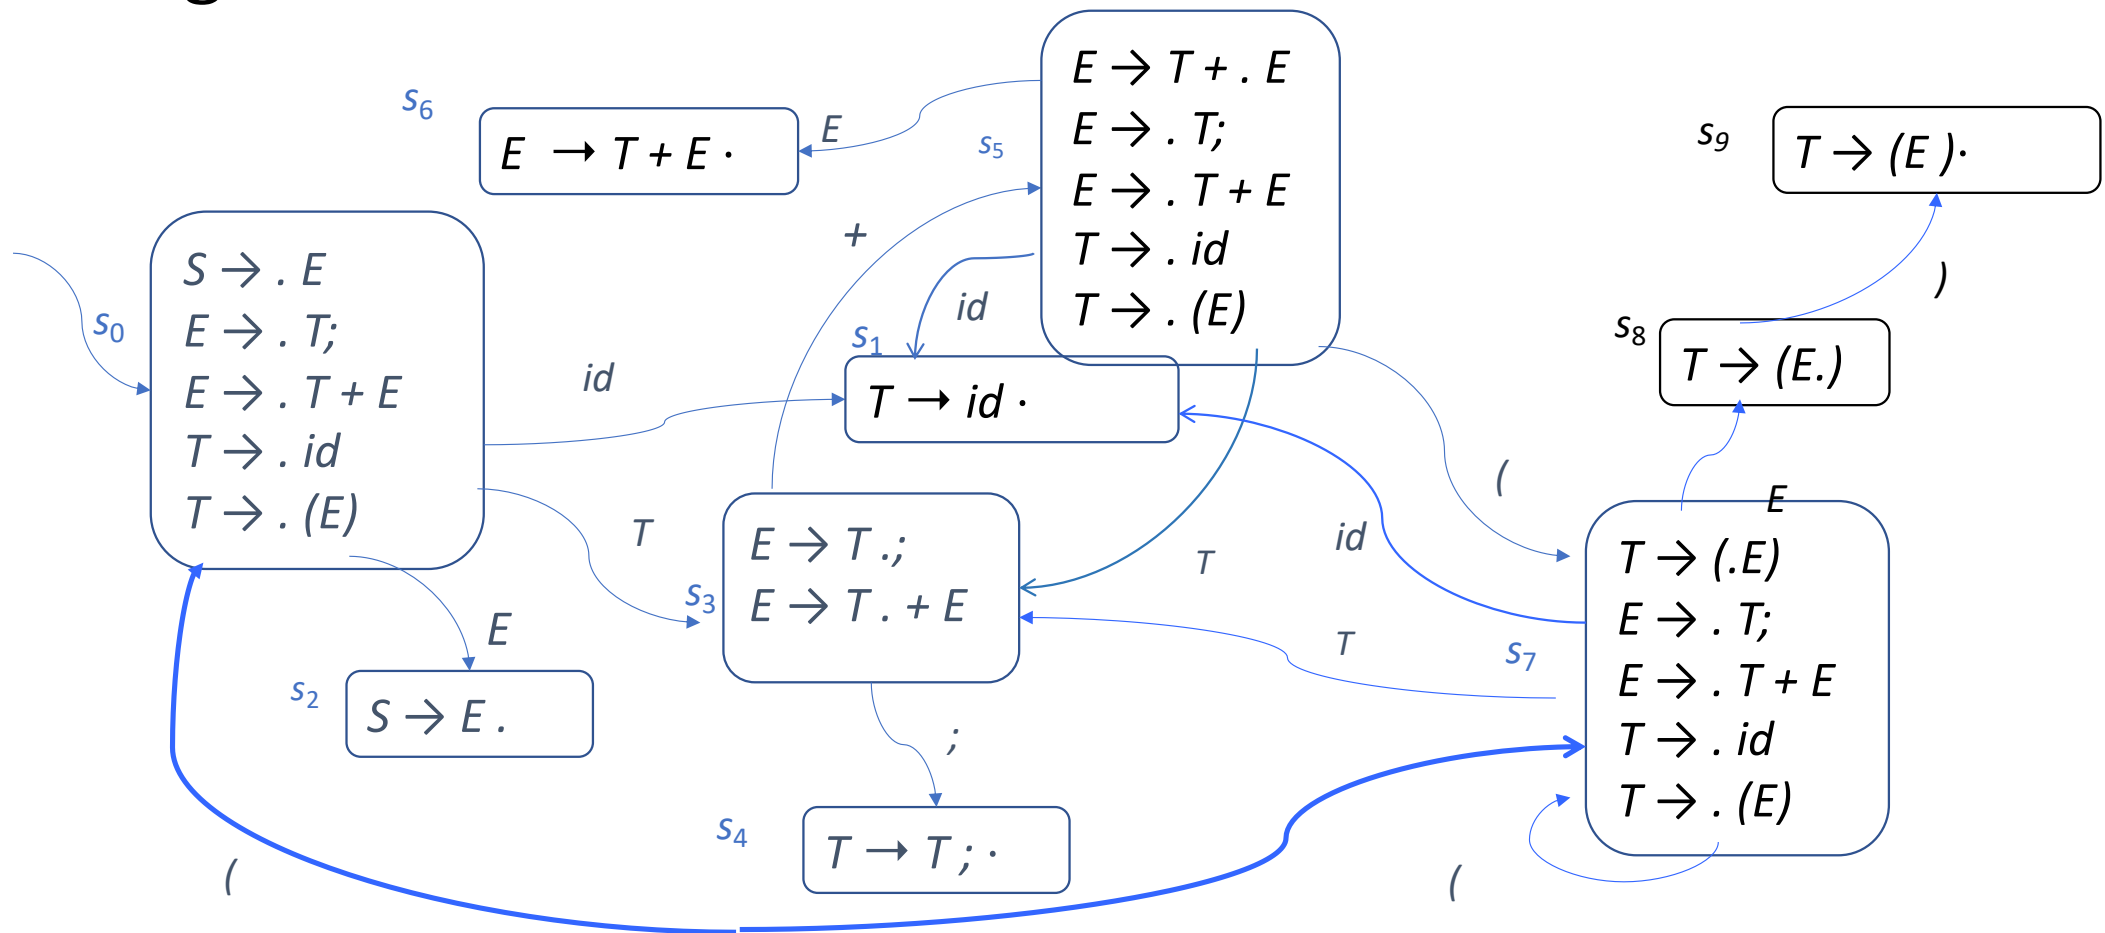 s6
E → T + E ·
E
s5
E → T + . E
E → . T;
E → . T + E
T → . id
T → . (E)
s9
T → (E )·
)
s8
T → (E.)
s0
S → . E
E → . T;
E → . T + E
T → . id
T → . (E)
+
id
s1
T → id ·
id
T
s3
E → T .;
E → T . + E
T
id
(
E
T
s7
T → (.E)
E → . T;
E → . T + E
T → . id
T → . (E)
E
s2
S → E .
;
s4
T → T ; ·
(
(